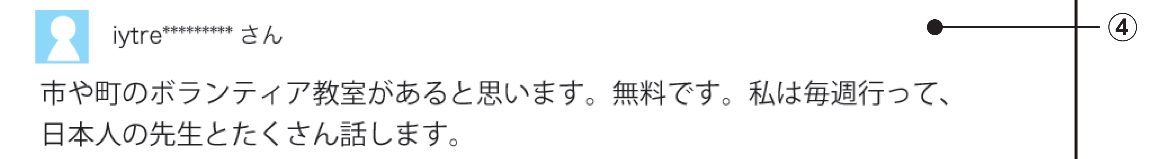 iytre********* さん
④
市や町のボランティア教室があると思います。無料です。私は毎週行って、
日本人の先生とたくさん話します。